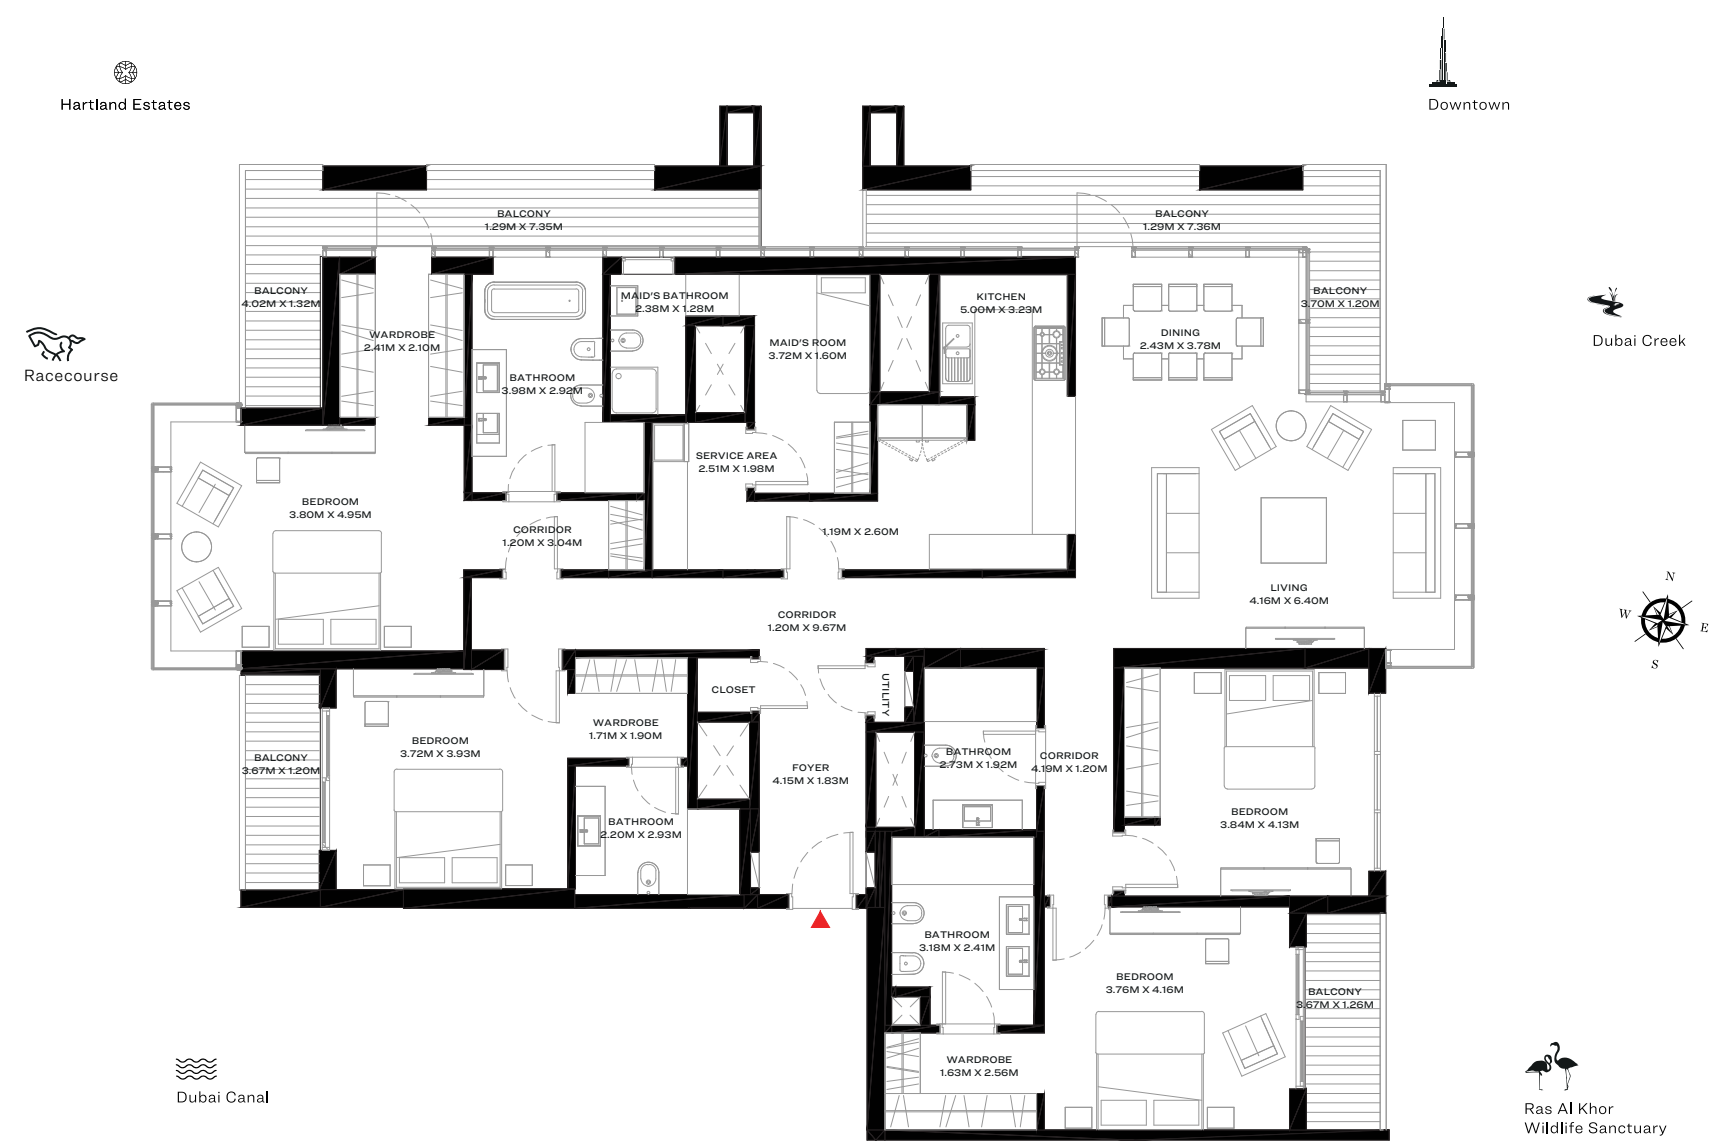 Hartland Estates
Downtown
BALCONY
1.29M X 7.35M
BALCONY
1.29M X 7.36M
BALCONY
4.02M X 1.32M
MAID'S BATHROOM
2.38M X 1.28M
KITCHEN
5.00M X 3.23M
BALCONY
3.70M X 1.20M
WARDROBE
2.41M X 2.10M
MAID'S ROOM
3.72M X 1.60M
DINING
2.43M X 3.78M
Racecourse
Dubai Creek
BATHROOM
3.98M X 2.92M
SERVICE AREA
2.51M X 1.98M
BEDROOM
3.80M X 4.95M
CORRIDOR
1.20M X 3.04M
1.19M X 2.60M
LIVING
4.16M X 6.40M
N
W
E
S
CORRIDOR
1.20M X 9.67M
CLOSET
UTILITY
WARDROBE
1.71M X 1.90M
BEDROOM
3.72M X 3.93M
BALCONY
3.67M X 1.20M
FOYER
4.15M X 1.83M
BATHROOM
2.73M X 1.92M
CORRIDOR
4.19M X 1.20M
BATHROOM
2.20M X 2.93M
BEDROOM
3.84M X 4.13M
BATHROOM
3.18M X 2.41M
BEDROOM
3.76M X 4.16M
BALCONY
3.67M X 1.26M
WARDROBE
1.63M X 2.56M
Dubai Canal
Ras Al Khor
Wildlife Sanctuary